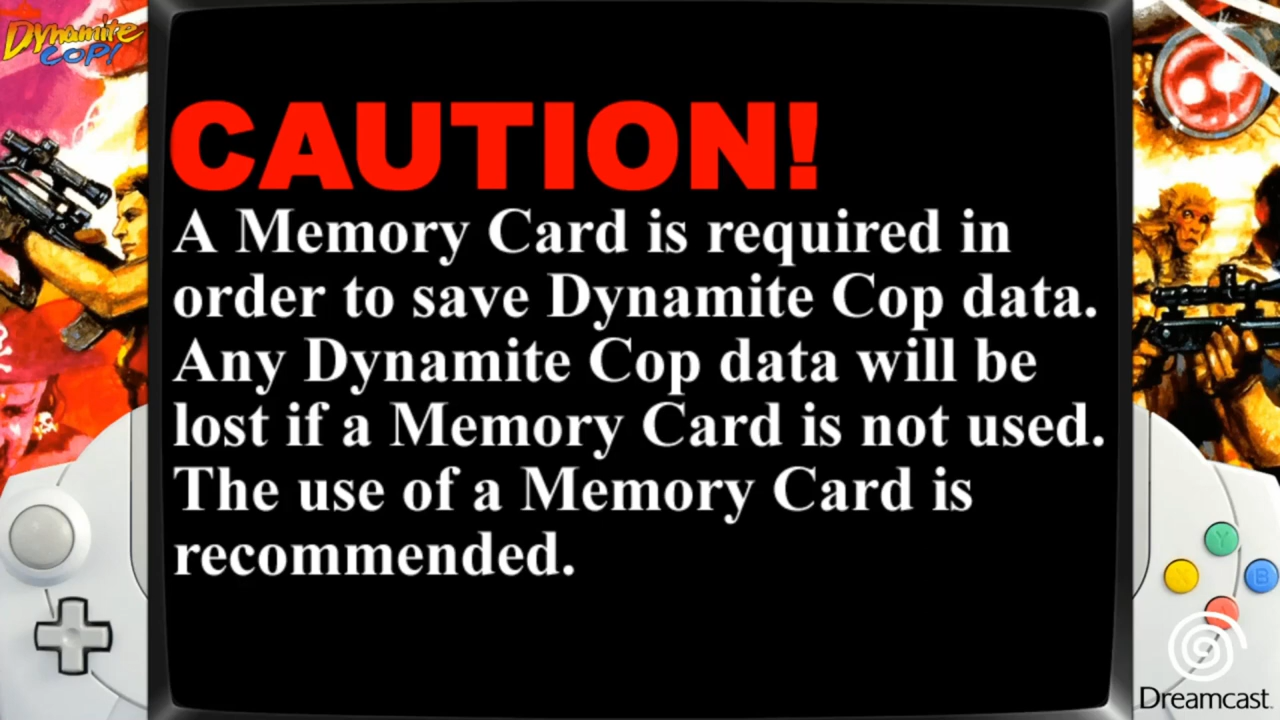 Dynamite
COP!
CAUTION!
A Memory Card is required in
order to save Dynamite Cop data.
Any Dynamite Cop data will be
lost if a Memory Card is not used.
The use of a Memory Card is
recommended.
Y
X
B
A
Dreamcast